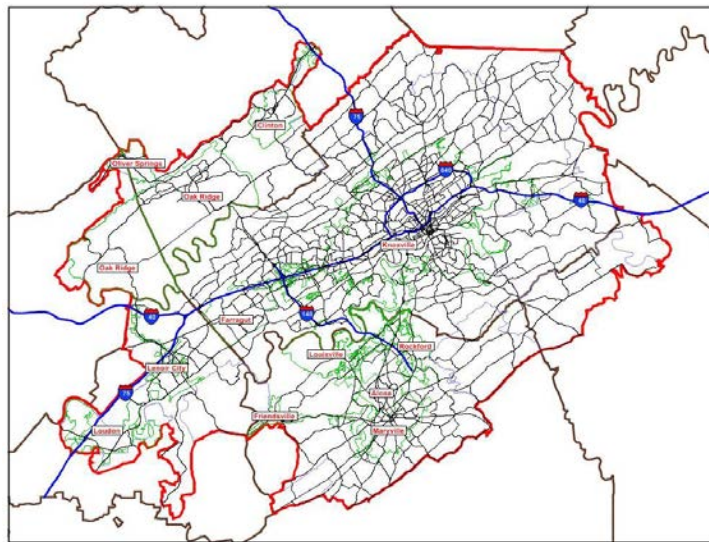 75
Clinton
Oliver Springs
640
Oak Ridge
40
Knoxville
Oak Ridge
40
140
Farragut
Rockford
Louisville
Lenoir City
75
Alcoa
Friendsville
Loudon
Maryville